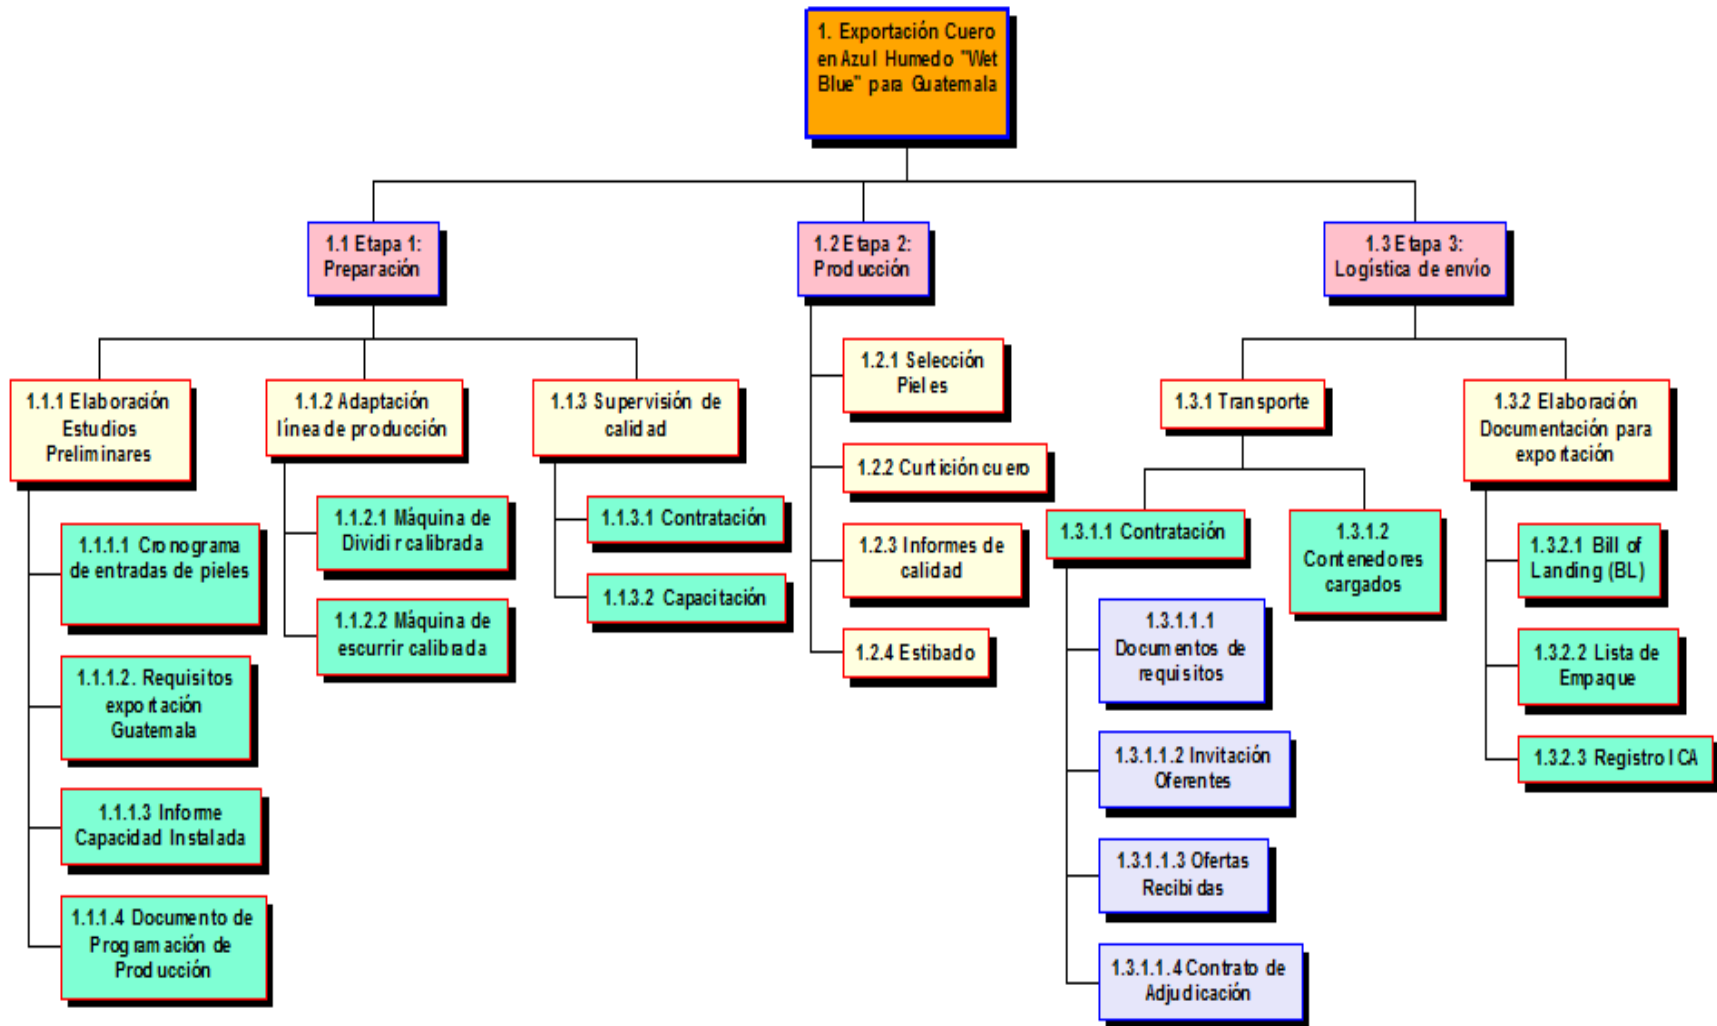 1. Exportación Cuero
en Azul Humedo "Wet
Blue" para Guatemala
1.1 Etapa 1:
Preparación
1.2 Etapa 2:
Producción
1.3 Etapa 3:
Logística de envío
1.1.1 Elaboración
Estudios
Preliminares
1.1.2 Adaptación
línea de producción
1.1.3 Supervisión de
calidad
1.2.1 Selección
Pieles
1.3.1 Transporte
1.3.2 Elaboración
Documentación para
exportación
1.1.1.1 Cronograma
de entradas de pieles
1.1.1.2. Requisitos
exportación
Guatemala
1.1.1.3 Informe
Capacidad Instalada
1.1.1.4 Documento de
Programación de
Producción
1.1.2.1 Máquina de
Dividir calibrada
1.1.2.2 Máquina de
escurrir calibrada
1.1.3.1 Contratación
1.1.3.2 Capacitación
1.2.2 Curtición cuero
1.2.3 Informes de
calidad
1.2.4 Estibado
1.3.1.1 Contratación
1.3.1.2
Contenedores
cargados
1.3.1.1.1
Documentos de
requisitos
1.3.1.1.2 Invitación
Oferentes
1.3.1.1.3 Ofertas
Recibidas
1.3.1.1.4 Contrato de
Adjudicación
1.3.2.1 Bill of
Landing (BL)
1.3.2.2 Lista de
Empaque
1.3.2.3 Registro ICA